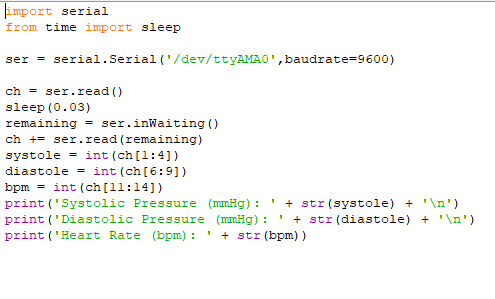 import serial
from time import sleep
ser = serial.Serial('/dev/ttyAMA0',baudrate=9600)
ch = ser.read()
sleep(0.03)
remaining = ser.inWaiting()
ch += ser.read(remaining)
systole = int(ch[1:4])
diastole = int(ch[6:9])
bpm = int(ch[11:14])
print('Systolic Pressure (mmHg): ' + str(systole) + '\n')
print('Diastolic Pressure (mmHg): ' + str(diastole) + '\n')
print('Heart Rate (bpm): ' + str(bpm))